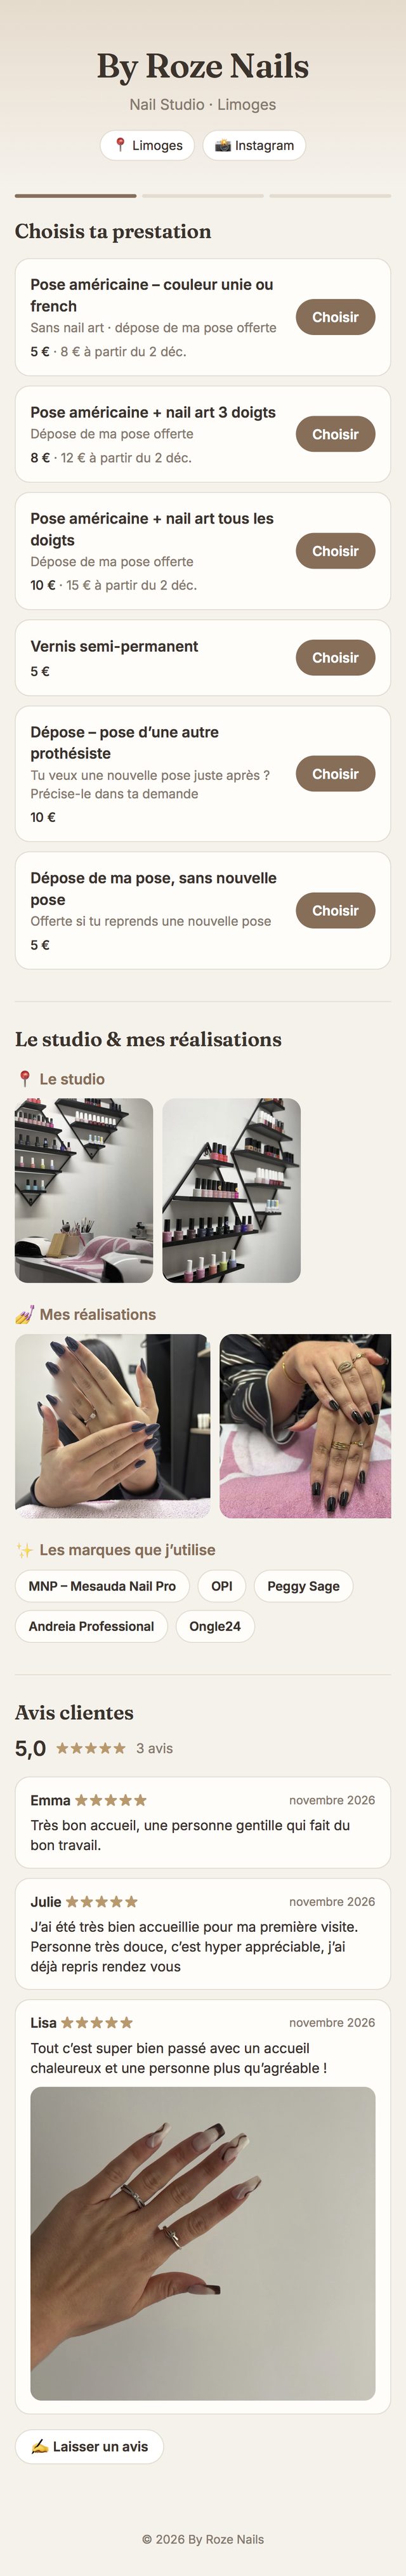 By Roze Nails
Nail Studio · Limoges
📍 Limoges
📸 Instagram
Choisis ta prestation
Pose américaine – couleur unie ou
french
Sans nail art · dépose de ma pose offerte
5 € · 8 € à partir du 2 déc.
Choisir
Pose américaine + nail art 3 doigts
Dépose de ma pose offerte
8 € · 12 € à partir du 2 déc.
Choisir
Pose américaine + nail art tous les
doigts
Dépose de ma pose offerte
10 € · 15 € à partir du 2 déc.
Choisir
Vernis semi-permanent
5 €
Choisir
Dépose – pose d’une autre
prothésiste
Tu veux une nouvelle pose juste après ?
Précise-le dans ta demande
10 €
Choisir
Dépose de ma pose, sans nouvelle
pose
Offerte si tu reprends une nouvelle pose
5 €
Choisir
Le studio & mes réalisations
📍 Le studio
💅 Mes réalisations
✨ Les marques que j’utilise
MNP – Mesauda Nail Pro
OPI
Peggy Sage
Andreia Professional
Ongle24
Avis clientes
5,0 ★★★★★ 3 avis
Emma ★★★★★ novembre 2026
Très bon accueil, une personne gentille qui fait du
bon travail.
Julie ★★★★★ novembre 2026
J’ai été très bien accueillie pour ma première visite.
Personne très douce, c’est hyper appréciable, j’ai
déjà repris rendez vous
Lisa ★★★★★ novembre 2026
Tout c’est super bien passé avec un accueil
chaleureux et une personne plus qu’agréable !
✍️ Laisser un avis
© 2026 By Roze Nails